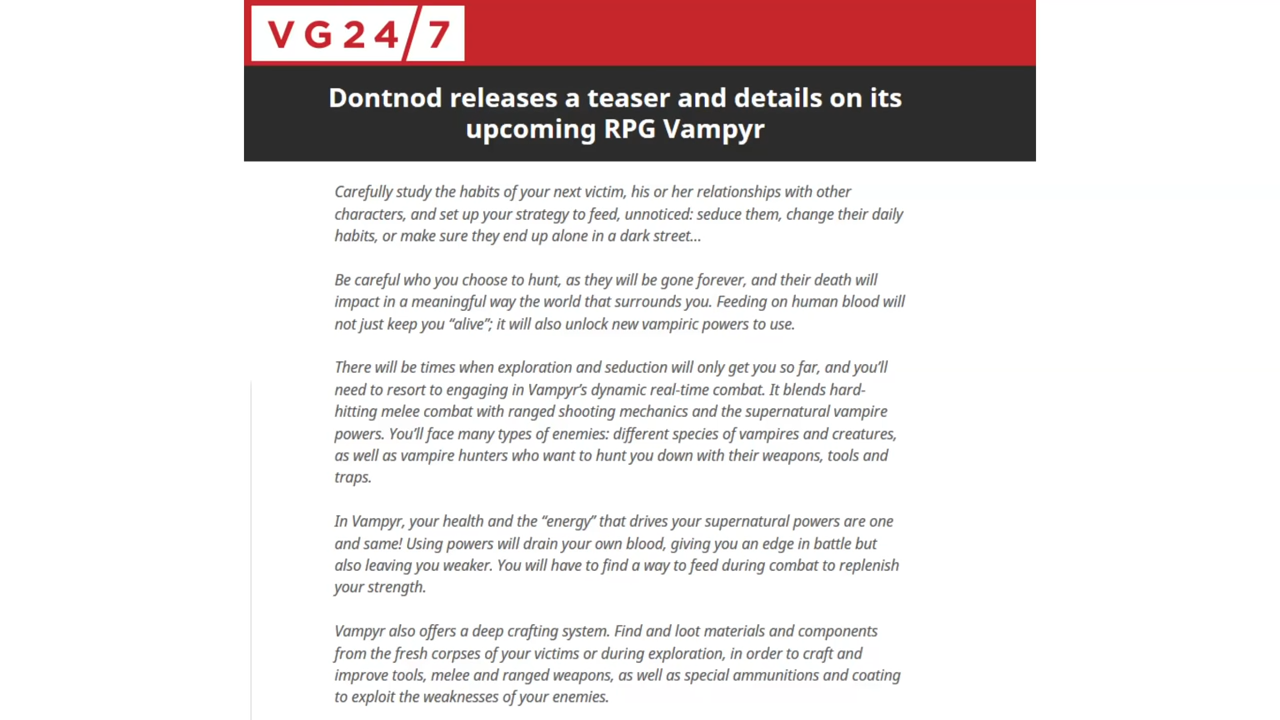 VG24/7
Dontnod releases a teaser and details on its
upcoming RPG Vampyr
Carefully study the habits of your next victim, his or her relationships with other
characters, and set up your strategy to feed, unnoticed: seduce them, change their daily
habits, or make sure they end up alone in a dark street…
Be careful who you choose to hunt, as they will be gone forever, and their death will
impact in a meaningful way the world that surrounds you. Feeding on human blood will
not just keep you “alive”; it will also unlock new vampiric powers to use.
There will be times when exploration and seduction will only get you so far, and you’ll
need to resort to engaging in Vampyr’s dynamic real-time combat. It blends hard-
hitting melee combat with ranged shooting mechanics and the supernatural vampire
powers. You’ll face many types of enemies: different species of vampires and creatures,
as well as vampire hunters who want to hunt you down with their weapons, tools and
traps.
In Vampyr, your health and the “energy” that drives your supernatural powers are one
and same! Using powers will drain your own blood, giving you an edge in battle but
also leaving you weaker. You will have to find a way to feed during combat to replenish
your strength.
Vampyr also offers a deep crafting system. Find and loot materials and components
from the fresh corpses of your victims or during exploration, in order to craft and
improve tools, melee and ranged weapons, as well as special ammunitions and coating
to exploit the weaknesses of your enemies.